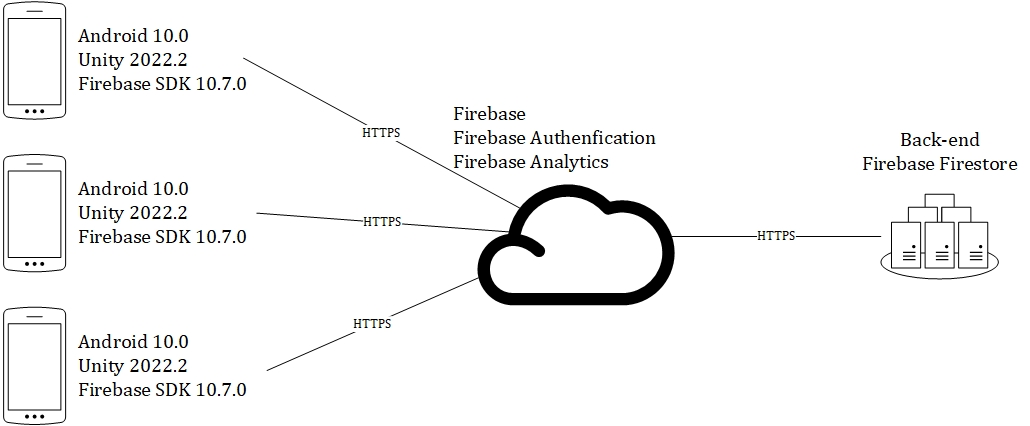 Android 10.0
Unity 2022.2
Firebase SDK 10.7.0
HTTPS
Android 10.0
Unity 2022.2
Firebase SDK 10.7.0
HTTPS
Android 10.0
Unity 2022.2
Firebase SDK 10.7.0
HTTPS
Firebase
Firebase Authenfication
Firebase Analytics
HTTPS
Back-end
Firebase Firestore